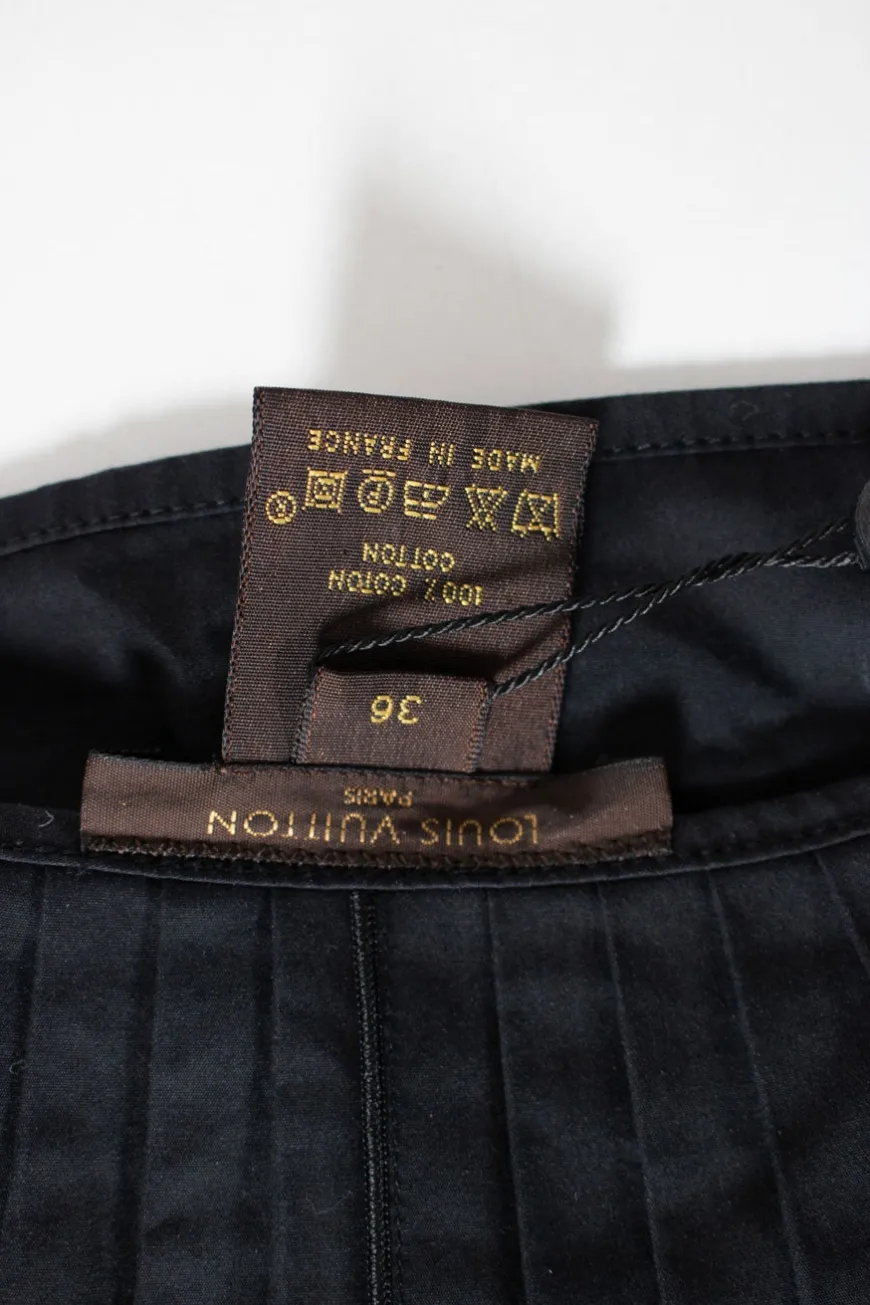 LOUIS VUITTON
PARIS
36
100% COTON
COTTON
P
R
MADE IN FRANCE